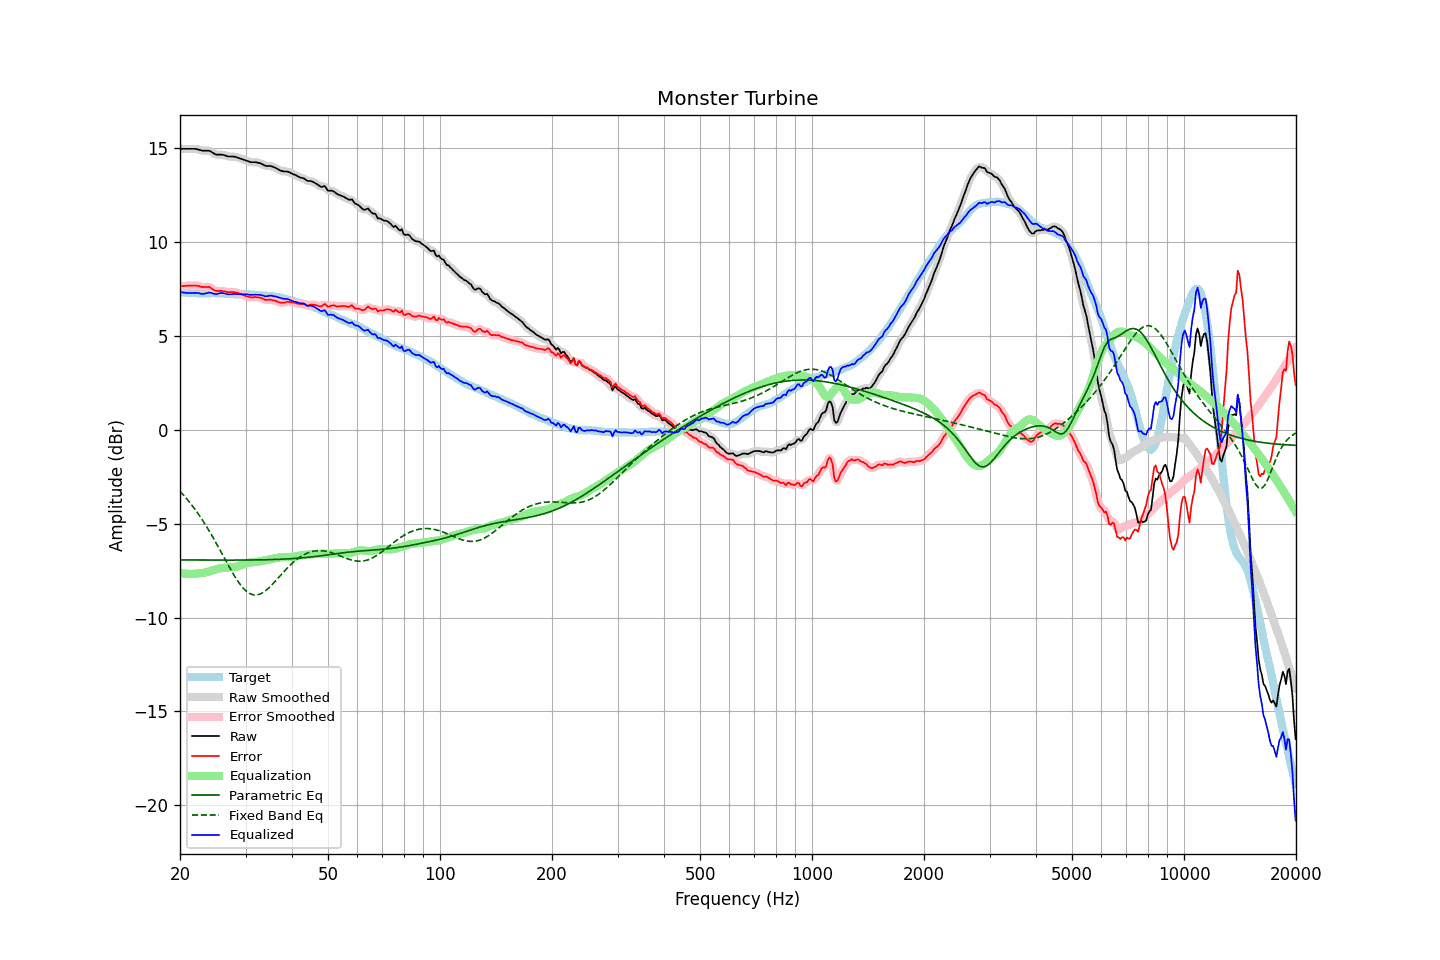 Monster Turbine
Amplitude (dBr)
15
10
5
0
−5
−10
−15
−20
Target
Raw Smoothed
Error Smoothed
Raw
Error
Equalization
Parametric Eq
Fixed Band Eq
Equalized
20 50 100 200 500 1000 2000 5000 10000 20000
Frequency (Hz)